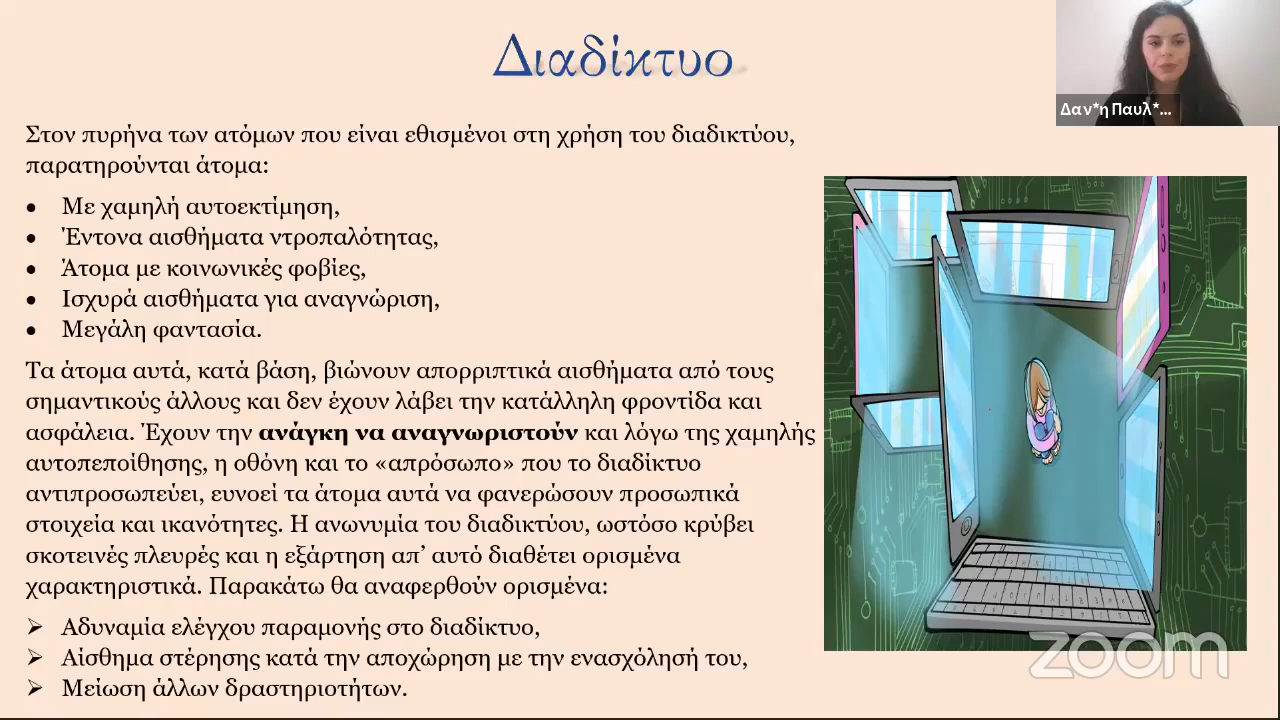 Διαδίκτυο
Δαν*η Παυλ*...
Στον πυρήνα των ατόμων που είναι εθισμένοι στη χρήση του διαδικτύου,
παρατηρούνται άτομα:
• Με χαμηλή αυτοεκτίμηση,
• Έντονα αισθήματα ντροπαλότητας,
• Άτομα με κοινωνικές φοβίες,
• Ισχυρά αισθήματα για αναγνώριση,
• Μεγάλη φαντασία.
Τα άτομα αυτά, κατά βάση, βιώνουν απορριπτικά αισθήματα από τους
σημαντικούς άλλους και δεν έχουν λάβει την κατάλληλη φροντίδα και
ασφάλεια. Έχουν την ανάγκη να αναγνωριστούν και λόγω της χαμηλής
αυτοπεποίθησης, η οθόνη και το «απρόσωπο» που το διαδίκτυο
αντιπροσωπεύει, ευνοεί τα άτομα αυτά να φανερώσουν προσωπικά
στοιχεία και ικανότητες. Η ανωνυμία του διαδικτύου, ωστόσο κρύβει
σκοτεινές πλευρές και η εξάρτηση απ’ αυτό διαθέτει ορισμένα
χαρακτηριστικά. Παρακάτω θα αναφερθούν ορισμένα:
➢ Αδυναμία ελέγχου παραμονής στο διαδίκτυο,
➢ Αίσθημα στέρησης κατά την αποχώρηση με την ενασχόλησή του,
➢ Μείωση άλλων δραστηριοτήτων.
zoom